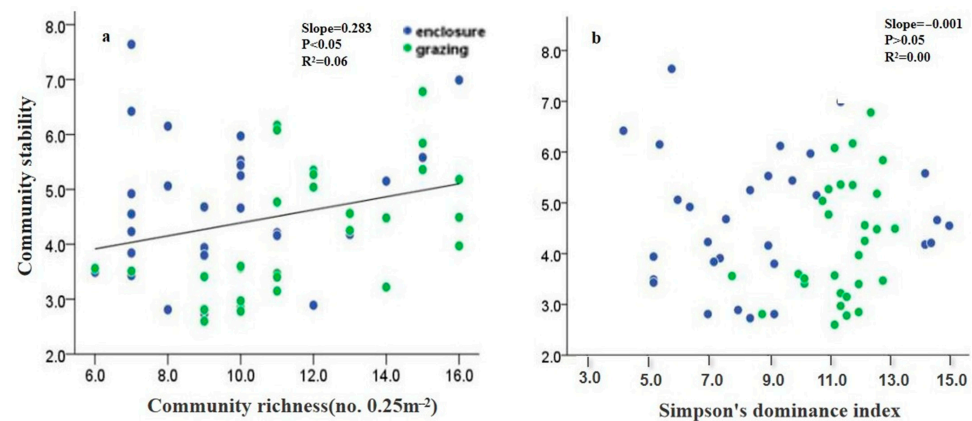 a
Slope=0.283
P<0.05
R²=0.06
enclosure
grazing
8.0
7.0
6.0
5.0
4.0
3.0
2.0
Community stability
6.0 8.0 10.0 12.0 14.0 16.0
Community richness(no. 0.25m⁻²)
b
Slope=−0.001
P>0.05
R²=0.00
8.0
7.0
6.0
5.0
4.0
3.0
2.0
3.0 5.0 7.0 9.0 11.0 13.0 15.0
Simpson's dominance index